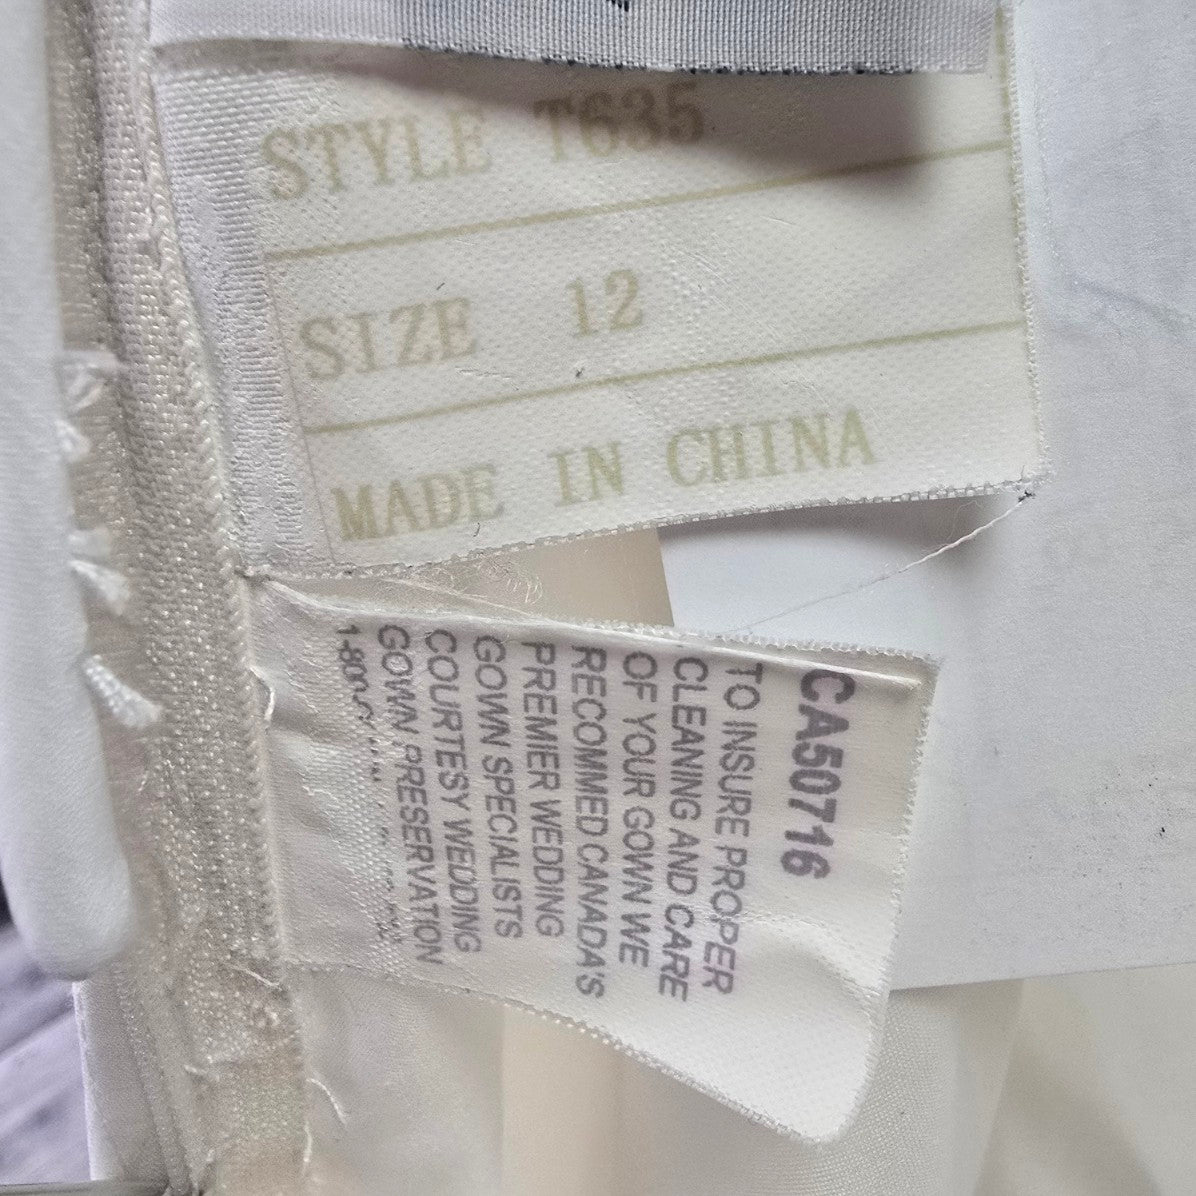 STYLE T635
SIZE 12
MADE IN CHINA
CA50716
TO INSURE PROPER
CLEANING AND CARE
OF YOUR GOWN WE
RECOMMED CANADA'S
PREMIER WEDDING
GOWN SPECIALISTS
COURTESY WEDDING
GOWN PRESERVATION